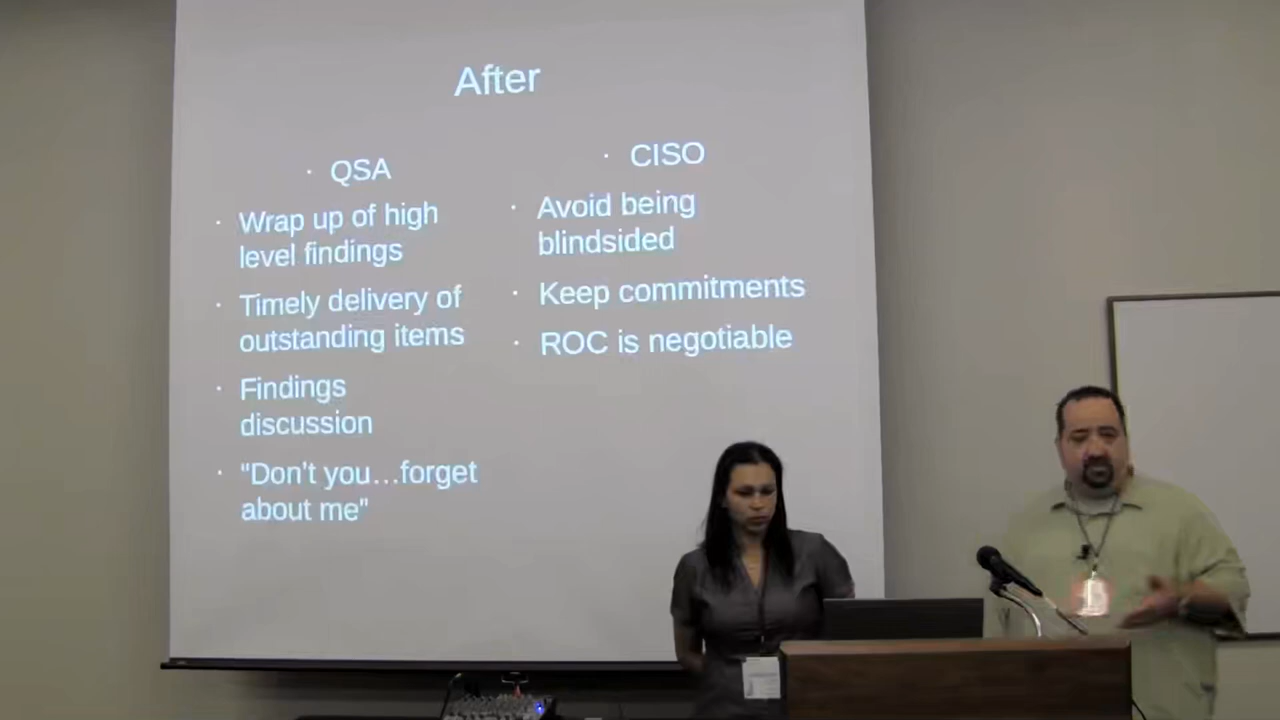 After
· QSA
· Wrap up of high
level findings
· Timely delivery of
outstanding items
· Findings
discussion
· "Don't you...forget
about me"
· CISO
· Avoid being
blindsided
· Keep commitments
· ROC is negotiable